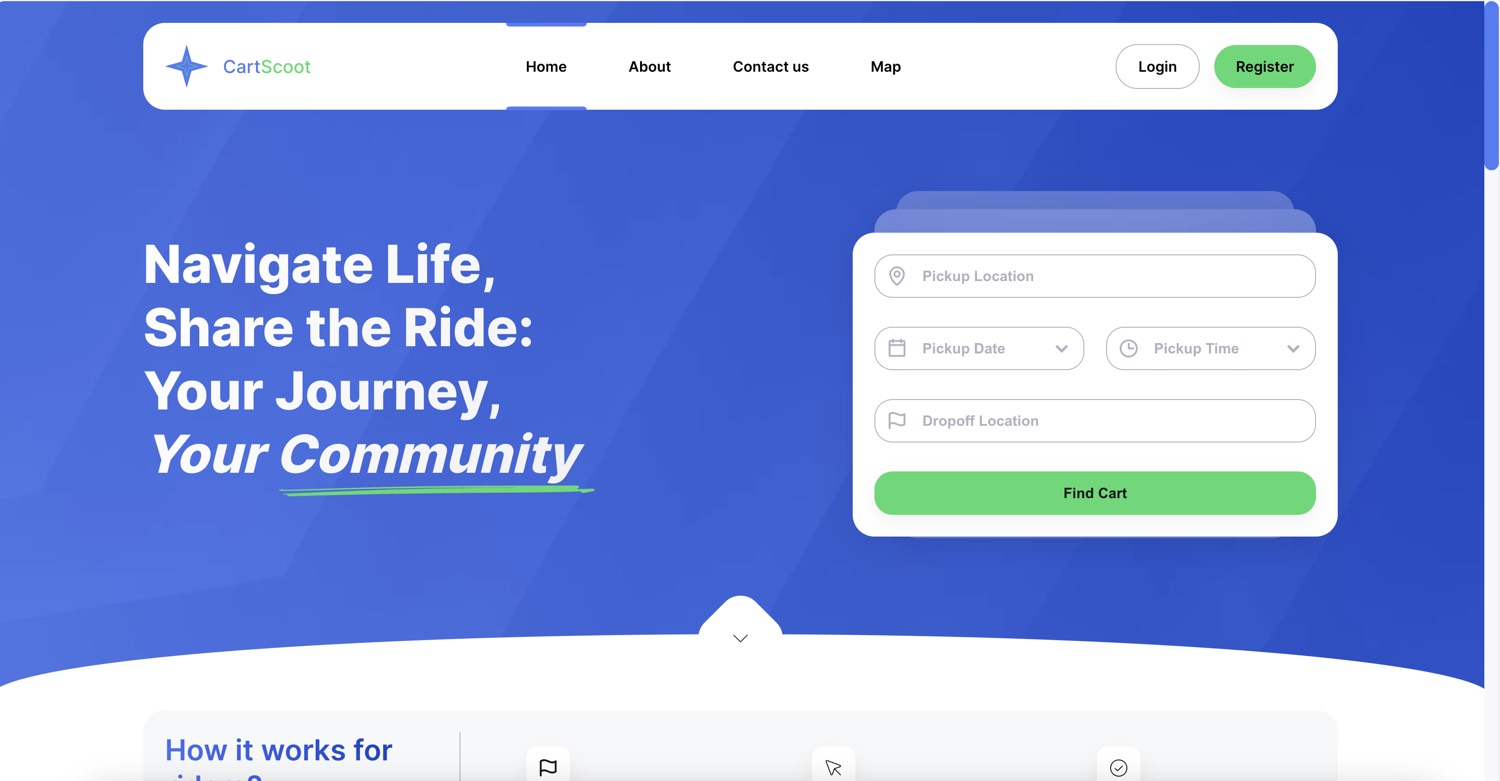 CartScoot
Home
About
Contact us
Map
Login
Register
Navigate Life,
Share the Ride:
Your Journey,
Your Community
Pickup Location
Pickup Date
Pickup Time
Dropoff Location
Find Cart
How it works for